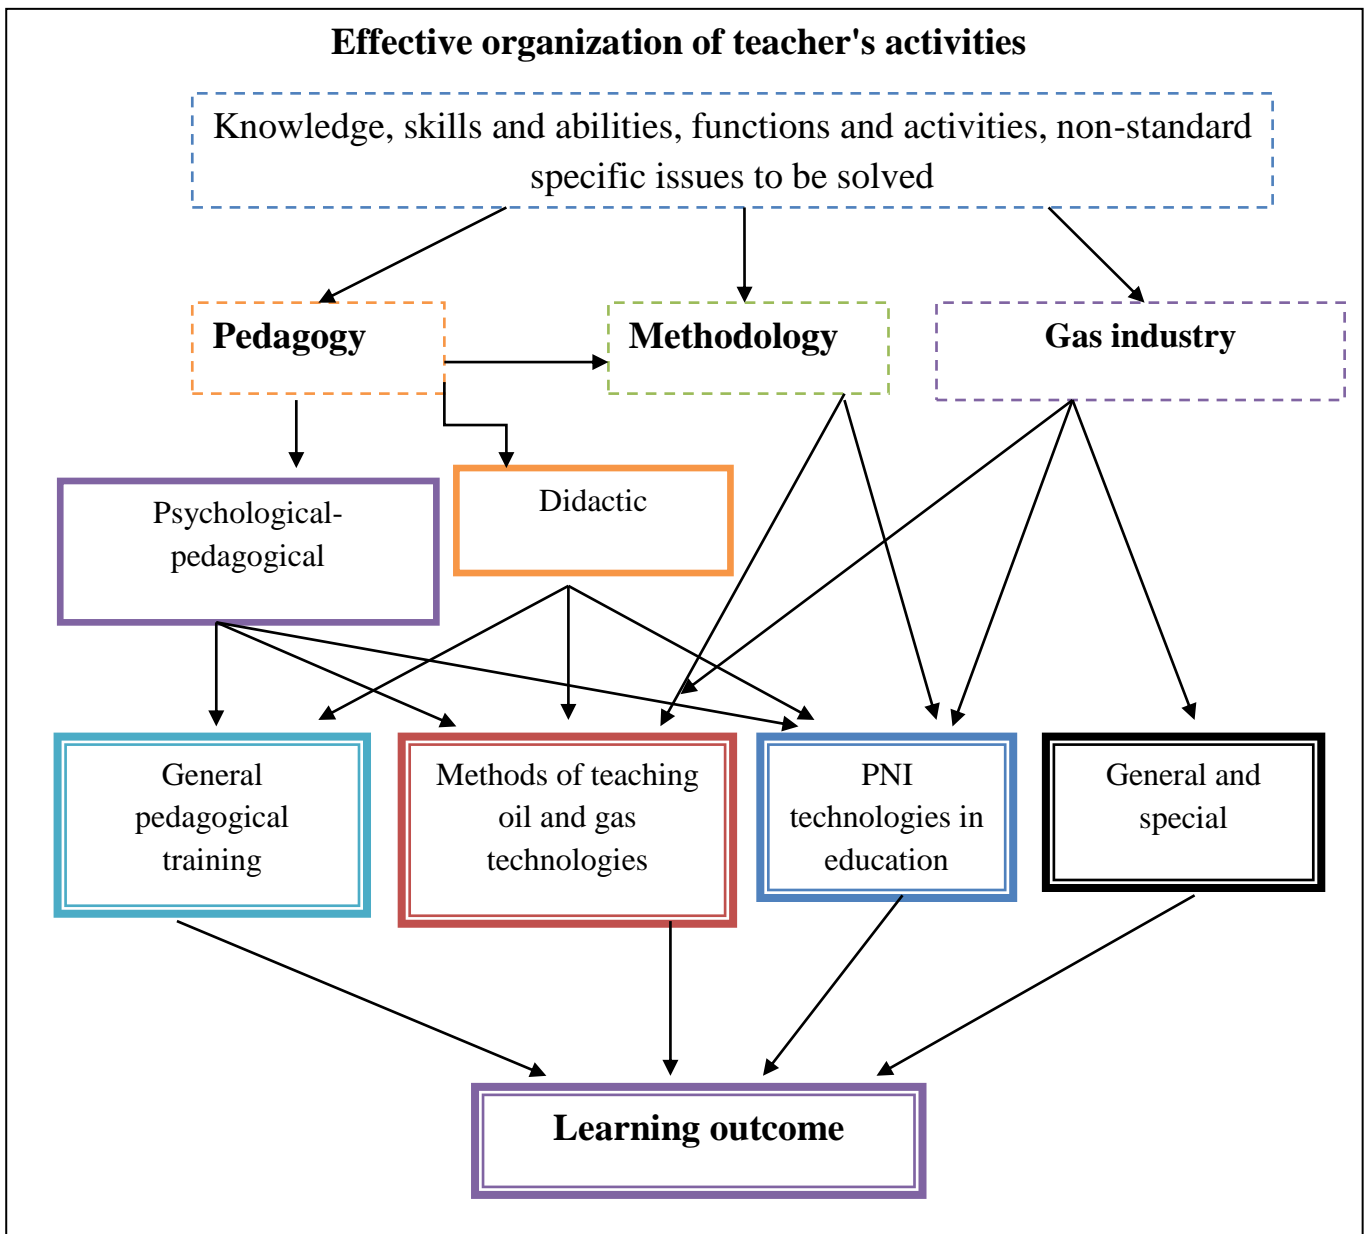 Effective organization of teacher's activities
Knowledge, skills and abilities, functions and activities, non-standard
specific issues to be solved
Pedagogy
Methodology
Gas industry
Psychological-
pedagogical
Didactic
General
pedagogical
training
Methods of teaching
oil and gas
technologies
PNI
technologies in
education
General and
special
Learning outcome